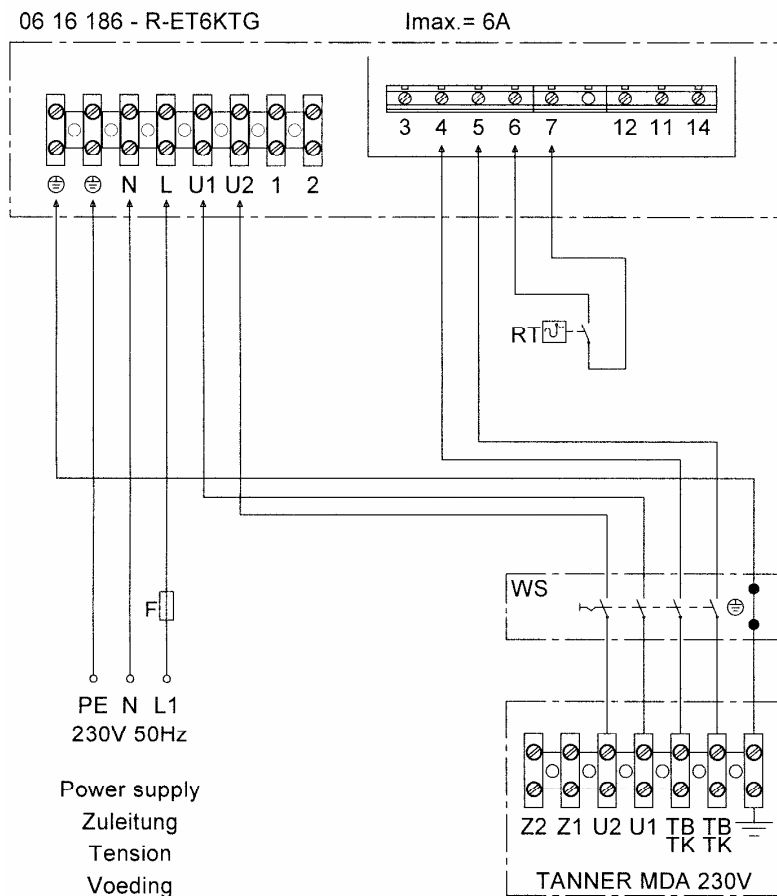 06 16 186 - R-ET6KTG
Imax.= 6A
3 4 5 6 7 12 11 14
N L U1 U2 1 2
RT
WS
F
PE N L1
230V 50Hz
Power supply
Zuleitung
Tension
Voeding
Z2 Z1 U2 U1 TB TB
TK TK
TANNER MDA 230V